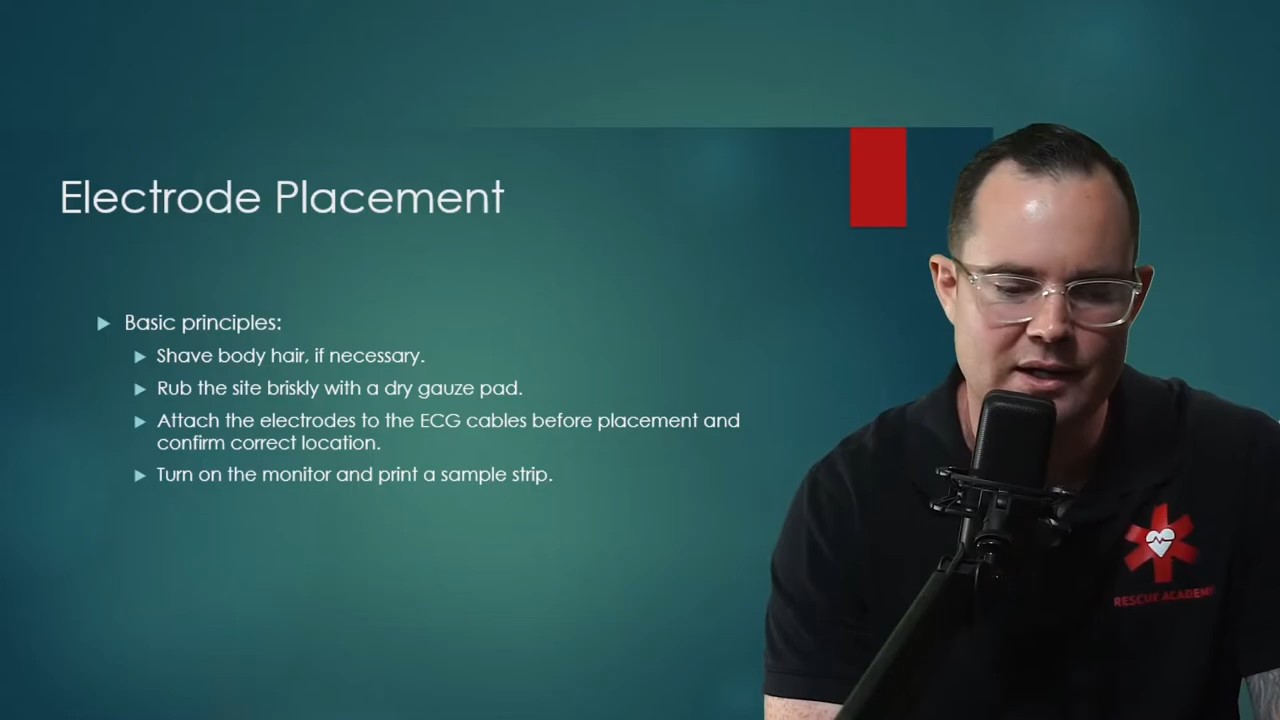 Electrode Placement
Basic principles:
Shave body hair, if necessary.
Rub the site briskly with a dry gauze pad.
Attach the electrodes to the ECG cables before placement and
confirm correct location.
Turn on the monitor and print a sample strip.
RESCUE ACADEMY